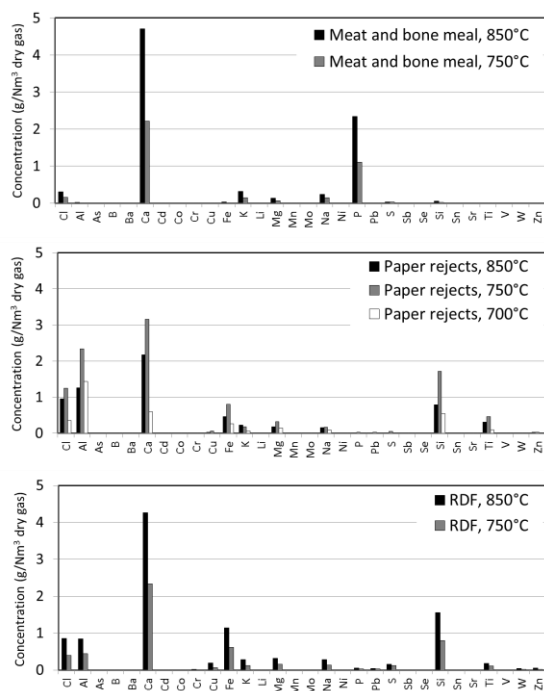 Concentration (g/Nm³ dry gas)
5
4
3
2
1
0
Meat and bone meal, 850°C
Meat and bone meal, 750°C
Cl Al As B Ba Ca Cd Co Cr Cu Fe K Li Mg Mn Mo Na Ni P Pb S Sb Se Si Sn Sr Ti V W Zn
Concentration (g/Nm³ dry gas)
5
4
3
2
1
0
Paper rejects, 850°C
Paper rejects, 750°C
Paper rejects, 700°C
Cl Al As B Ba Ca Cd Co Cr Cu Fe K Li Mg Mn Mo Na Ni P Pb S Sb Se Si Sn Sr Ti V W Zn
Concentration (g/Nm³ dry gas)
5
4
3
2
1
0
RDF, 850°C
RDF, 750°C
Cl Al As B Ba Ca Cd Co Cr Cu Fe K Li Mg Mn Mo Na Ni P Pb S Sb Se Si Sn Sr Ti V W Zn